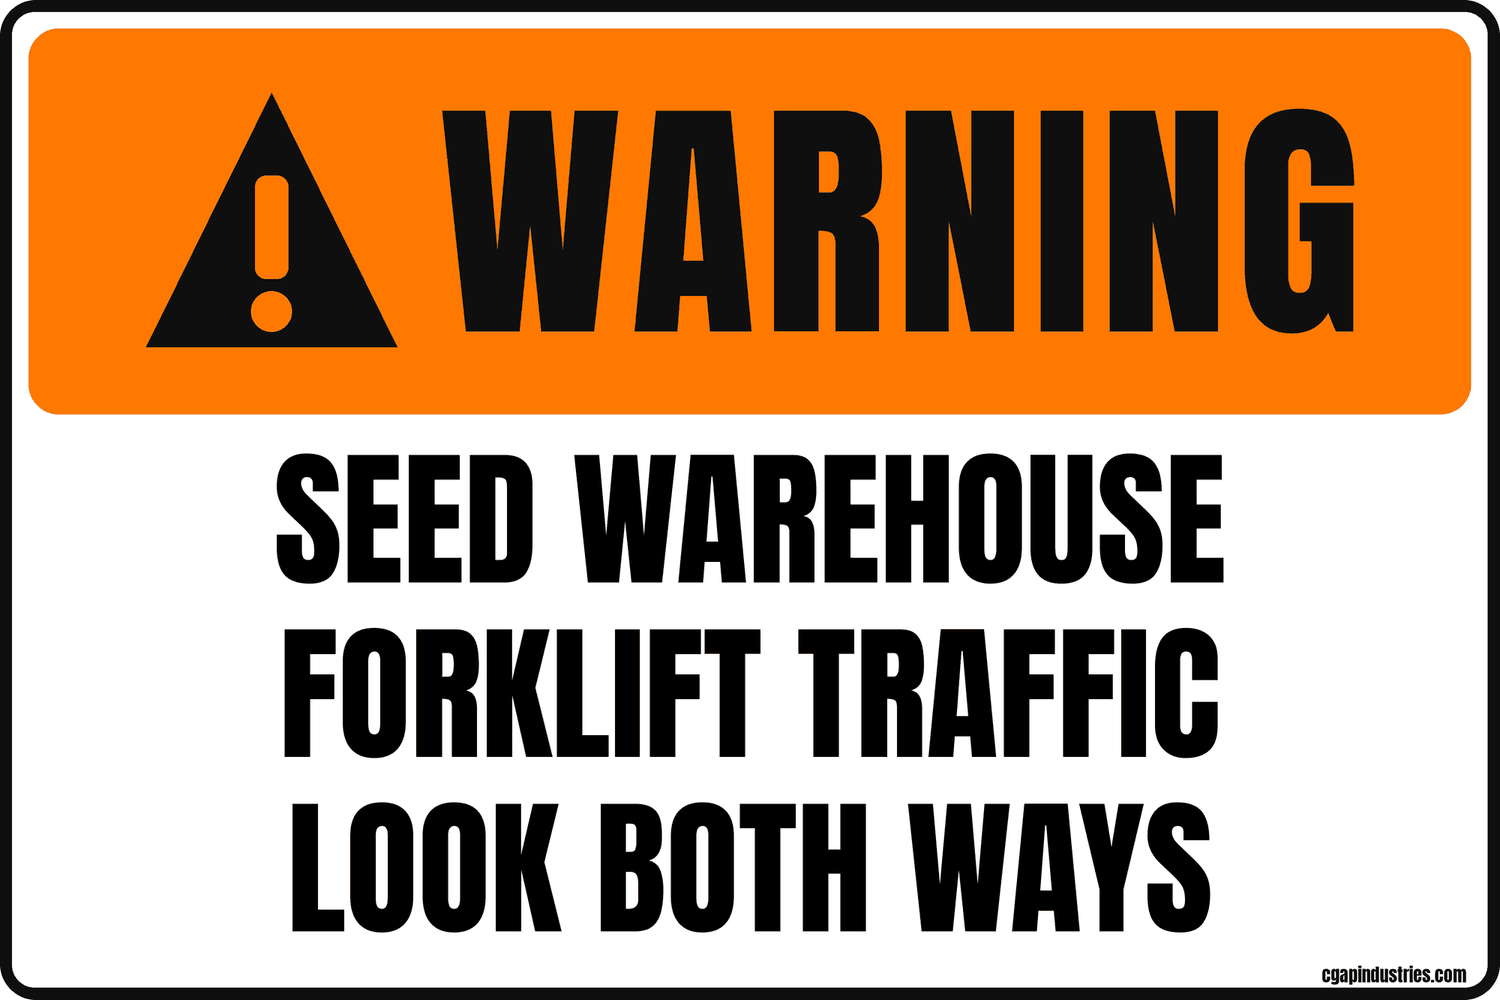 WARNING
SEED WAREHOUSE
FORKLIFT TRAFFIC
LOOK BOTH WAYS
cgapindustries.com